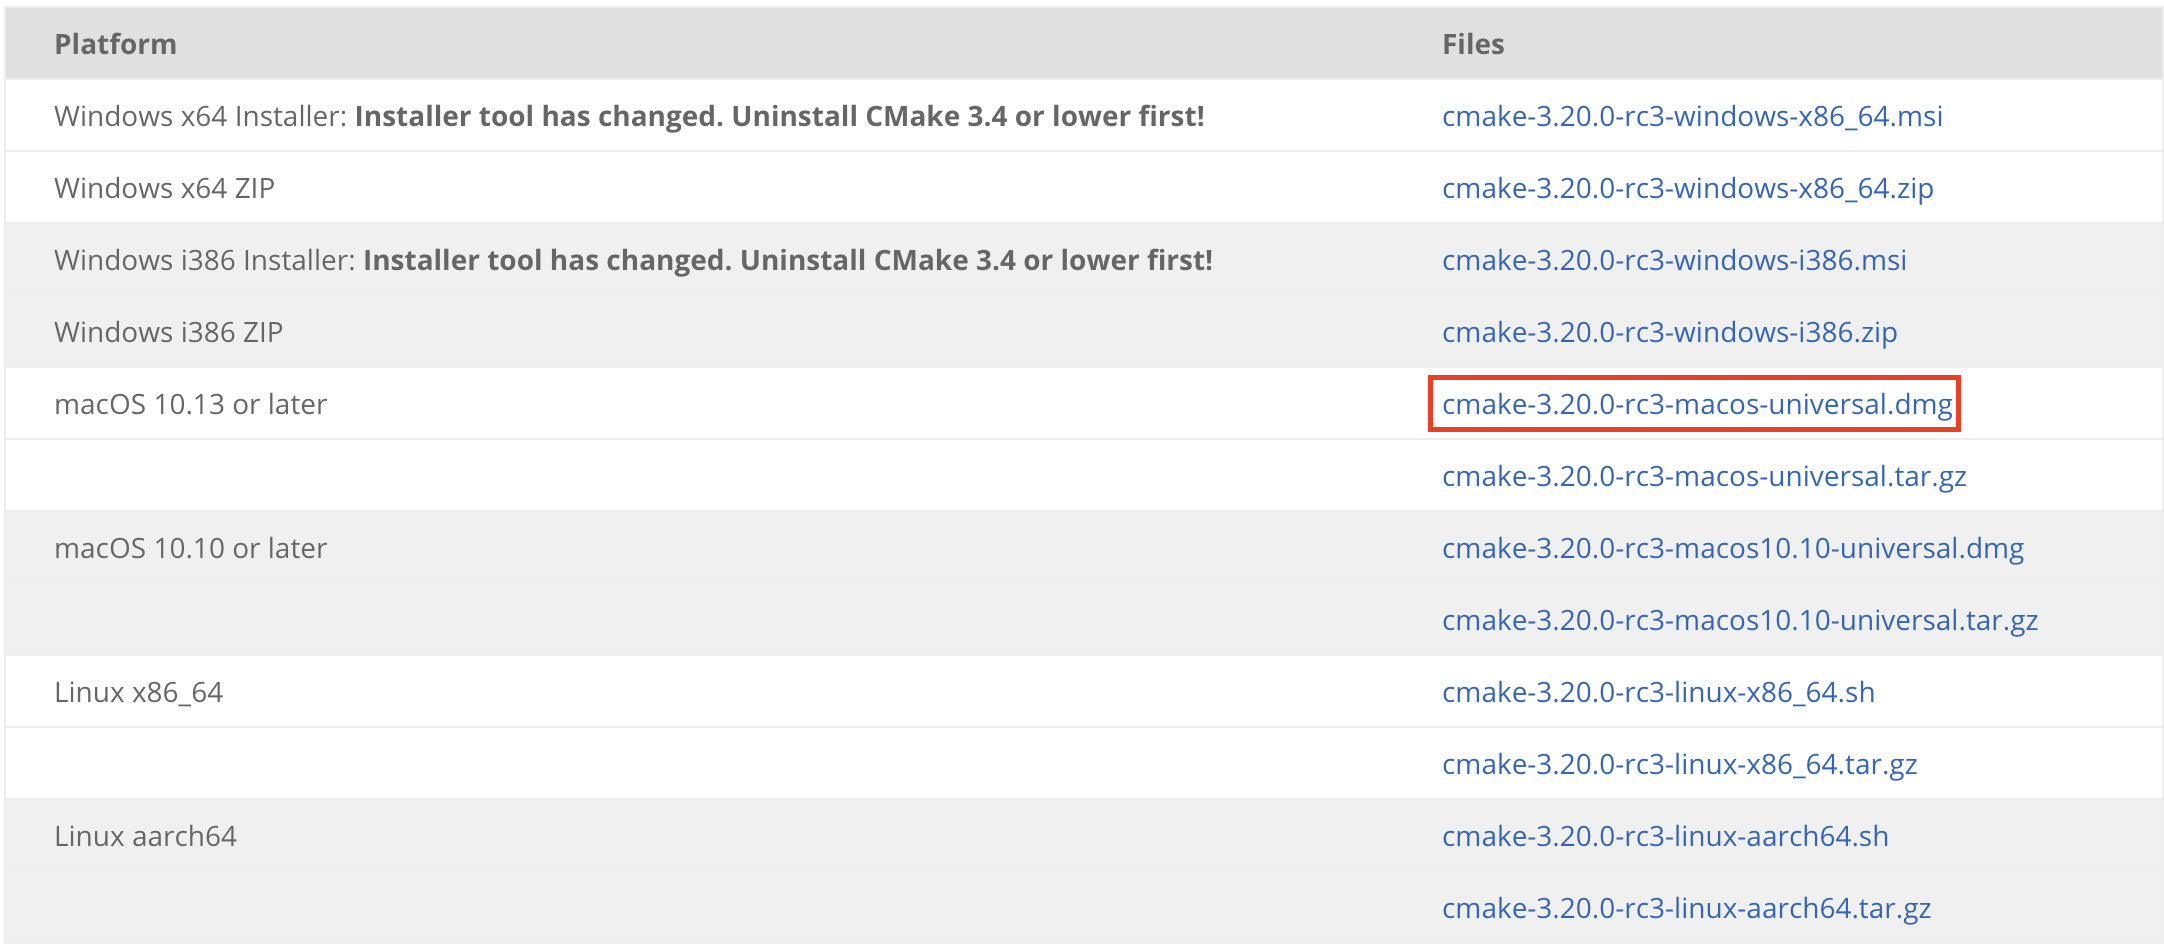 Platform Files
Windows x64 Installer: Installer tool has changed. Uninstall CMake 3.4 or lower first! cmake-3.20.0-rc3-windows-x86_64.msi
Windows x64 ZIP cmake-3.20.0-rc3-windows-x86_64.zip
Windows i386 Installer: Installer tool has changed. Uninstall CMake 3.4 or lower first! cmake-3.20.0-rc3-windows-i386.msi
Windows i386 ZIP cmake-3.20.0-rc3-windows-i386.zip
macOS 10.13 or later cmake-3.20.0-rc3-macos-universal.dmg
cmake-3.20.0-rc3-macos-universal.tar.gz
macOS 10.10 or later cmake-3.20.0-rc3-macos10.10-universal.dmg
cmake-3.20.0-rc3-macos10.10-universal.tar.gz
Linux x86_64 cmake-3.20.0-rc3-linux-x86_64.sh
cmake-3.20.0-rc3-linux-x86_64.tar.gz
Linux aarch64 cmake-3.20.0-rc3-linux-aarch64.sh
cmake-3.20.0-rc3-linux-aarch64.tar.gz